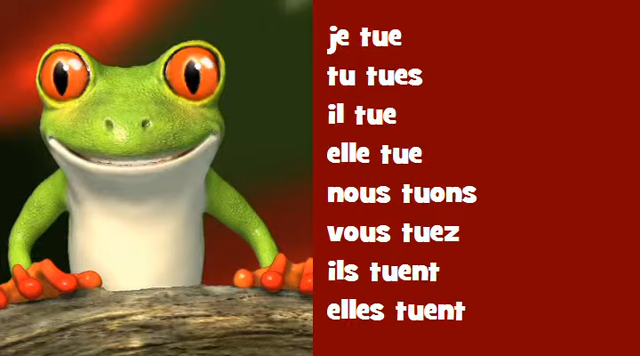 je tue
tu tues
il tue
elle tue
nous tuons
vous tuez
ils tuent
elles tuent